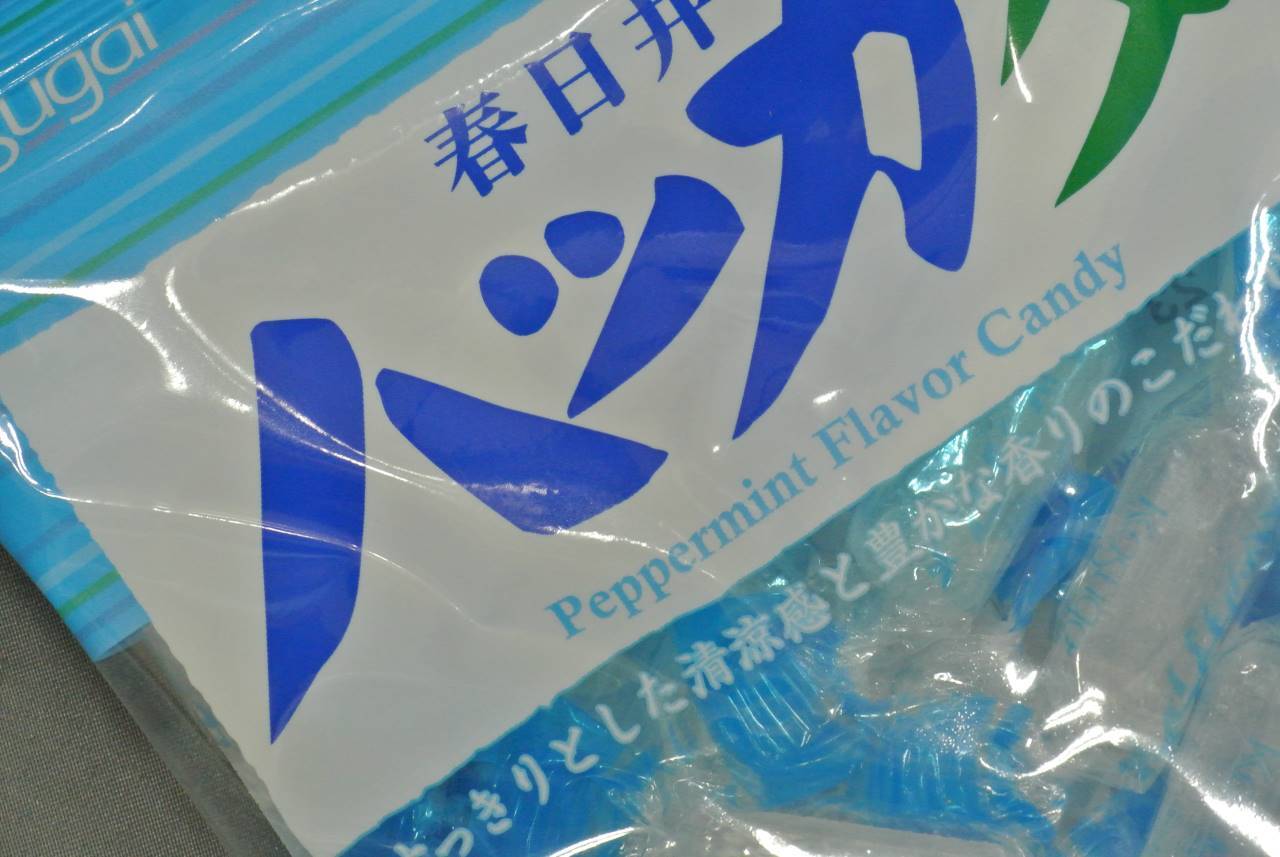 sugai
春日井
ハッカ
Peppermint Flavor Candy
っきりとした清涼感と豊かな香りのこだわ